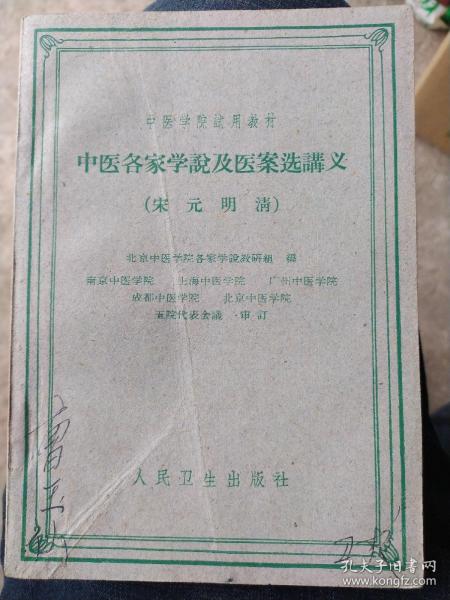 中医学院試用教材
中医各家学說及医案选講义
(宋元明清)
北京中医学院各家学說教研組 編
南京中医学院 上海中医学院 广州中医学院
成都中医学院 北京中医学院
五院代表会議 审訂
人民卫生出版社
孔夫子旧书网
www.kongfz.com